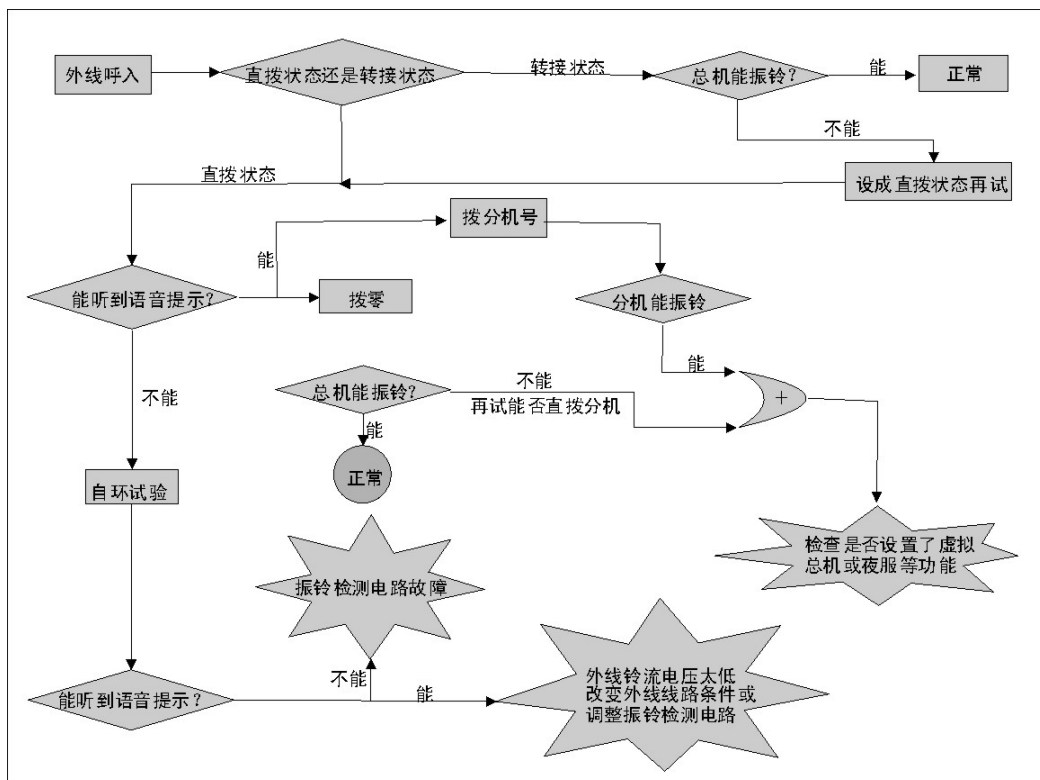 外线呼入
直拨状态还是转接状态
转接状态
总机能振铃？
能
正常
不能
直拨状态
设成直拨状态再试
拨分机号
能
能听到语音提示？
拨零
分机能振铃
能
不能
总机能振铃？
不能
再试能否直拨分机
+
能
正常
自环试验
检查是否设置了虚拟
总机或夜服等功能
振铃检测电路故障
外线铃流电压太低
改变外线线路条件或
调整振铃检测电路
不能
能
能听到语音提示？